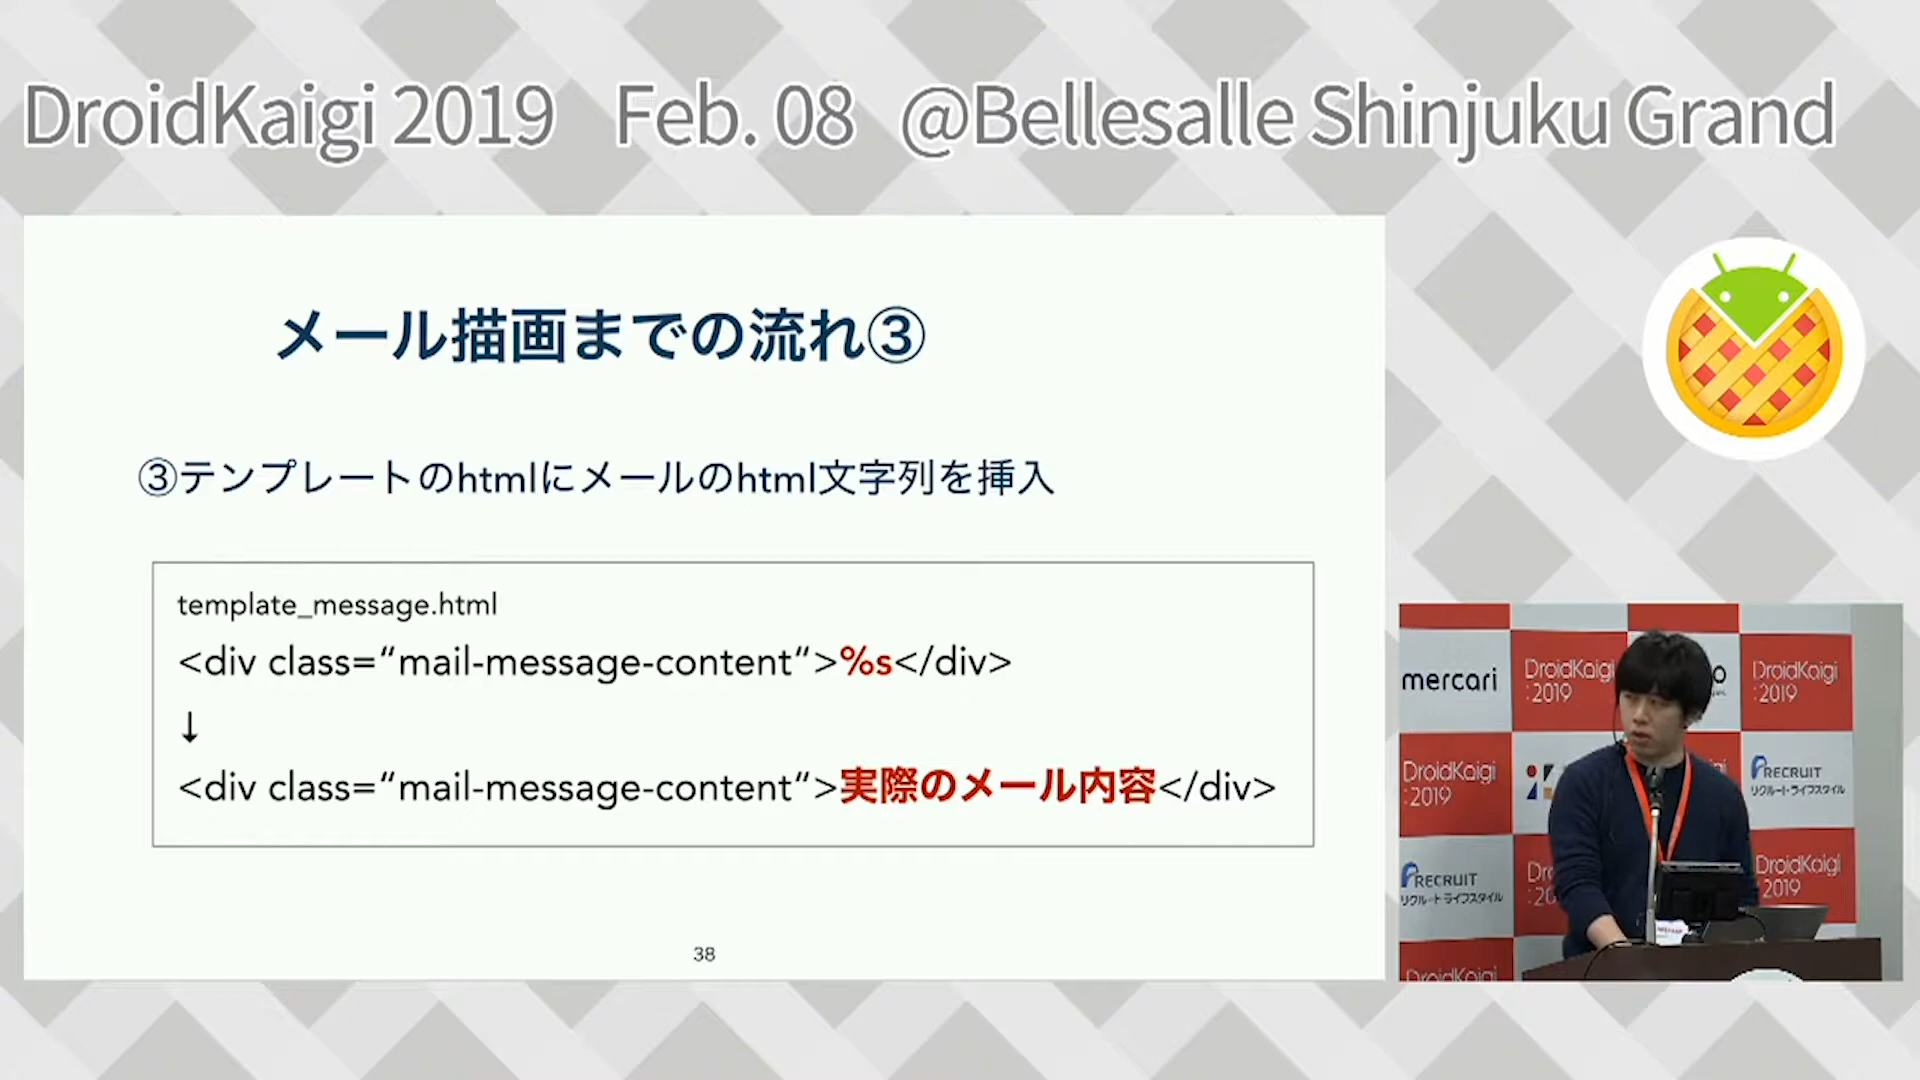 DroidKaigi 2019 Feb. 08 @Bellesalle Shinjuku Grand
メール描画までの流れ③
③テンプレートのhtmlにメールのhtml文字列を挿入
template_message.html
<div class=“mail-message-content“>%s</div>
↓
<div class=“mail-message-content“>実際のメール内容</div>
38
mercari
DroidKaigi
:2019
DroidKaigi
:2019
DroidKaigi
:2019
RECRUIT
リクルートライフスタイル
RECRUIT
リクルートライフスタイル
DroidKaigi
2019
DroidKaigi